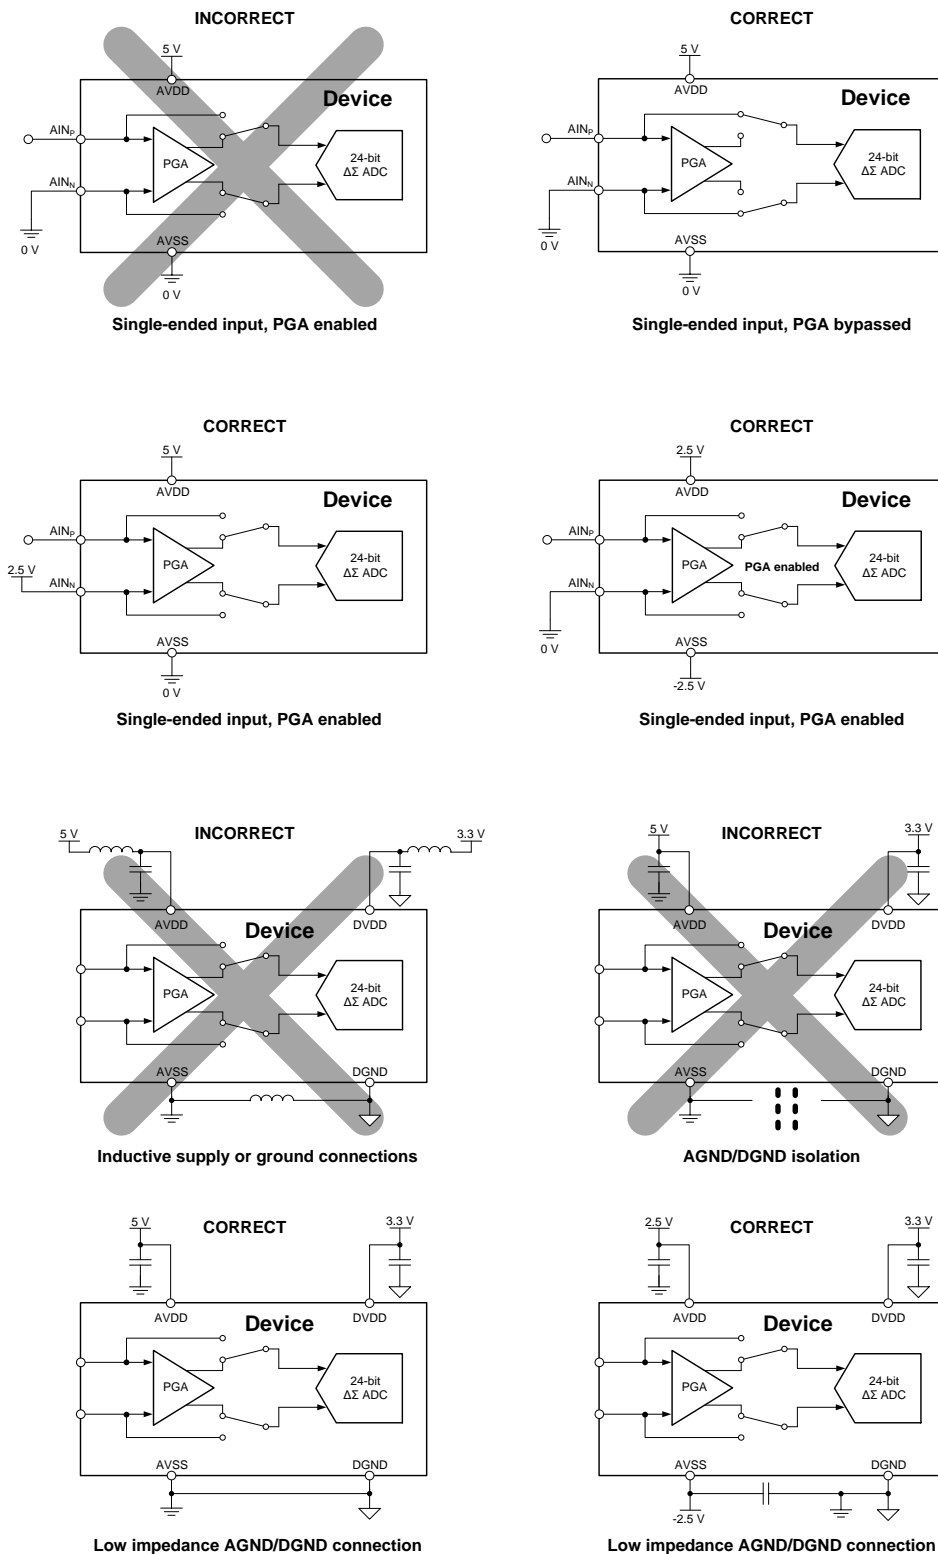 INCORRECT
5 V
AVDD
Device
AINP
AINN
PGA
24-bit
ΔΣ ADC
AVSS
0 V
0 V
Single-ended input, PGA enabled
CORRECT
5 V
AVDD
Device
AINP
AINN
PGA
24-bit
ΔΣ ADC
AVSS
0 V
0 V
Single-ended input, PGA bypassed
CORRECT
5 V
AVDD
Device
AINP
2.5 V
AINN
PGA
24-bit
ΔΣ ADC
AVSS
0 V
Single-ended input, PGA enabled
CORRECT
2.5 V
AVDD
Device
AINP
AINN
PGA
PGA enabled
24-bit
ΔΣ ADC
AVSS
0 V
-2.5 V
Single-ended input, PGA enabled
INCORRECT
5 V
3.3 V
AVDD
DVDD
Device
PGA
24-bit
ΔΣ ADC
AVSS
DGND
Inductive supply or ground connections
INCORRECT
5 V
3.3 V
AVDD
DVDD
Device
PGA
24-bit
ΔΣ ADC
AVSS
DGND
AGND/DGND isolation
CORRECT
5 V
3.3 V
AVDD
DVDD
Device
PGA
24-bit
ΔΣ ADC
AVSS
DGND
Low impedance AGND/DGND connection
CORRECT
2.5 V
3.3 V
AVDD
DVDD
Device
PGA
24-bit
ΔΣ ADC
AVSS
DGND
-2.5 V
Low impedance AGND/DGND connection